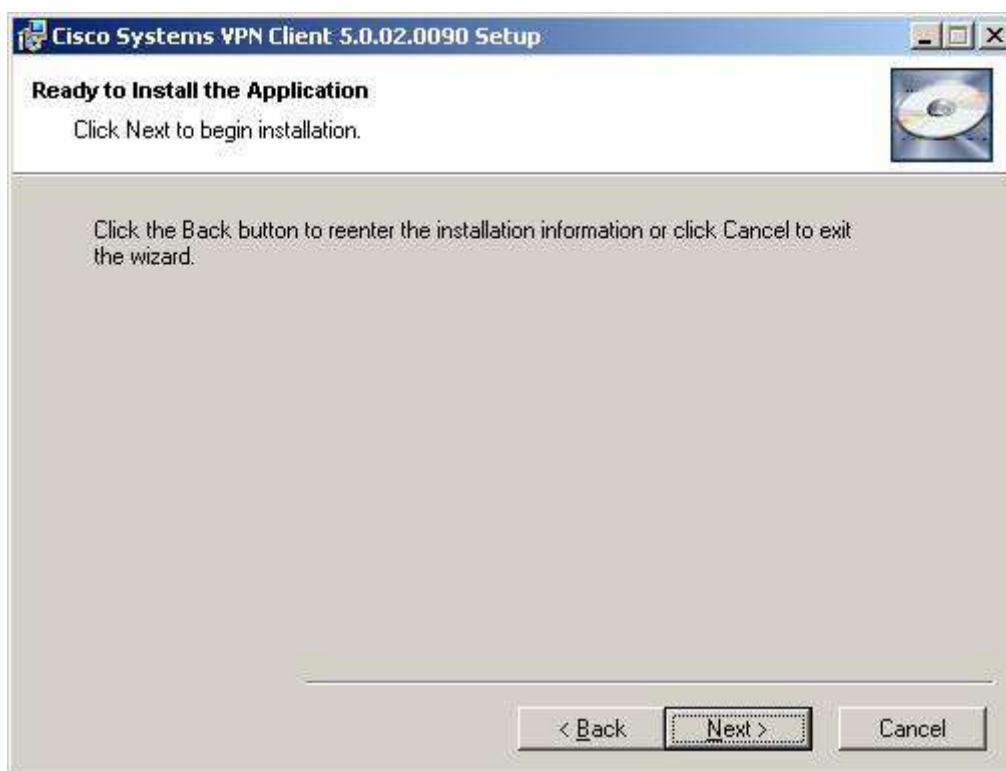 Cisco Systems VPN Client 5.0.02.0090 Setup
Ready to Install the Application
Click Next to begin installation.
Click the Back button to reenter the installation information or click Cancel to exit
the wizard.
< Back Next > Cancel